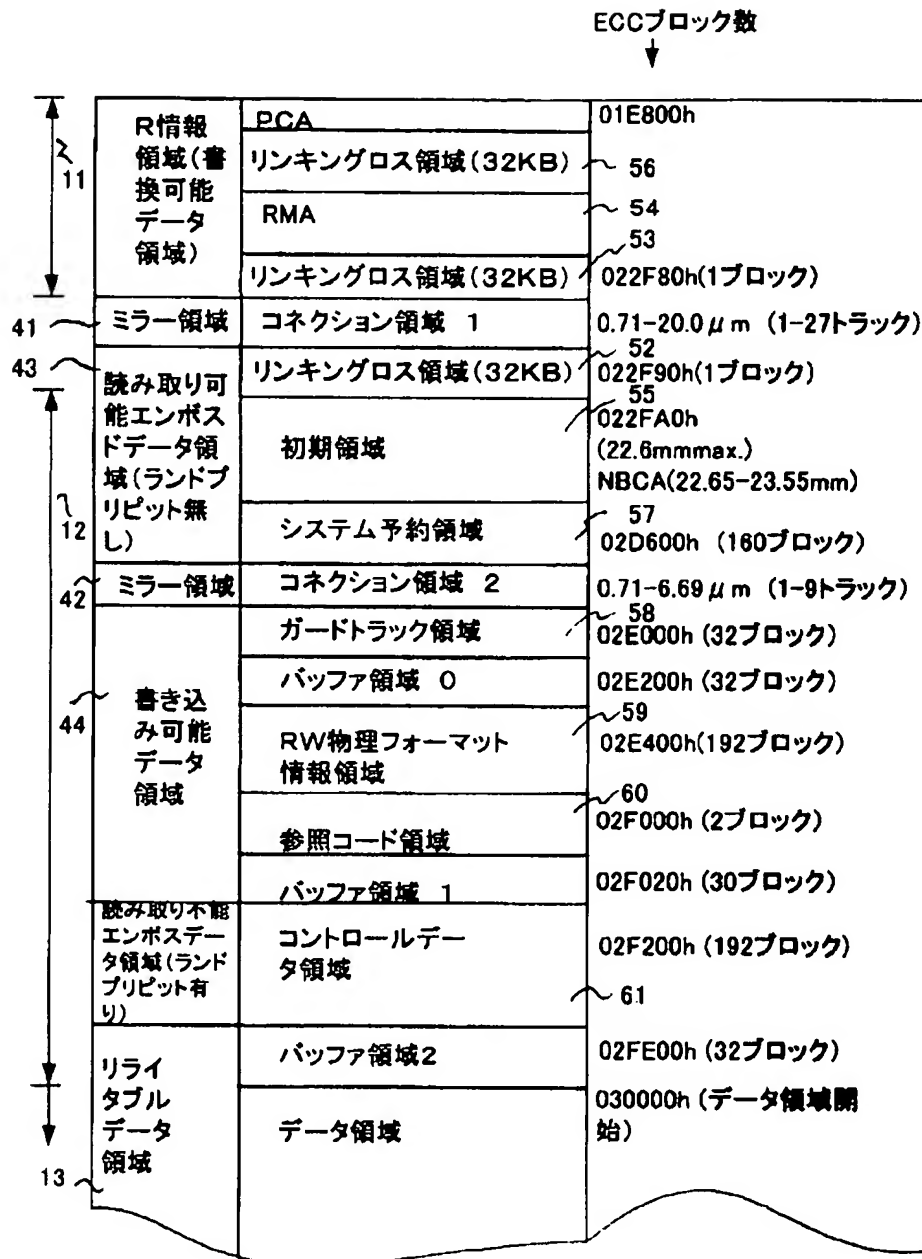 ECCブロック数
R情報
領域(書
換可能
データ
領域)
PCA
01E800h
リンキングロス領域(32KB)
56
11
RMA
54
53
リンキングロス領域(32KB)
022F80h(1ブロック)
41
ミラー領域
コネクション領域 1
0.71-20.0μm (1-27トラック)
43
読み取り可
能エンボス
ドデータ領
域(ランドプ
リピット無
し)
リンキングロス領域(32KB)
52
022F90h(1ブロック)
55
初期領域
022FA0h
(22.6mmmax.)
NBCA(22.65-23.55mm)
12
システム予約領域
57
02D600h (160ブロック)
42
ミラー領域
コネクション領域 2
0.71-6.69μm (1-9トラック)
58
44
書き込
み可能
データ
領域
ガードトラック領域
02E000h (32ブロック)
バッファ領域 0
02E200h (32ブロック)
59
RW物理フォーマット
情報領域
02E400h(192ブロック)
60
参照コード領域
02F000h (2ブロック)
バッファ領域 1
02F020h (30ブロック)
読み取り不能
エンボスデー
タ領域(ランド
プリピット有
り)
コントロールデー
タ領域
02F200h (192ブロック)
61
リライ
タブル
データ
領域
バッファ領域2
02FE00h (32ブロック)
データ領域
030000h (データ領域開
始)
13